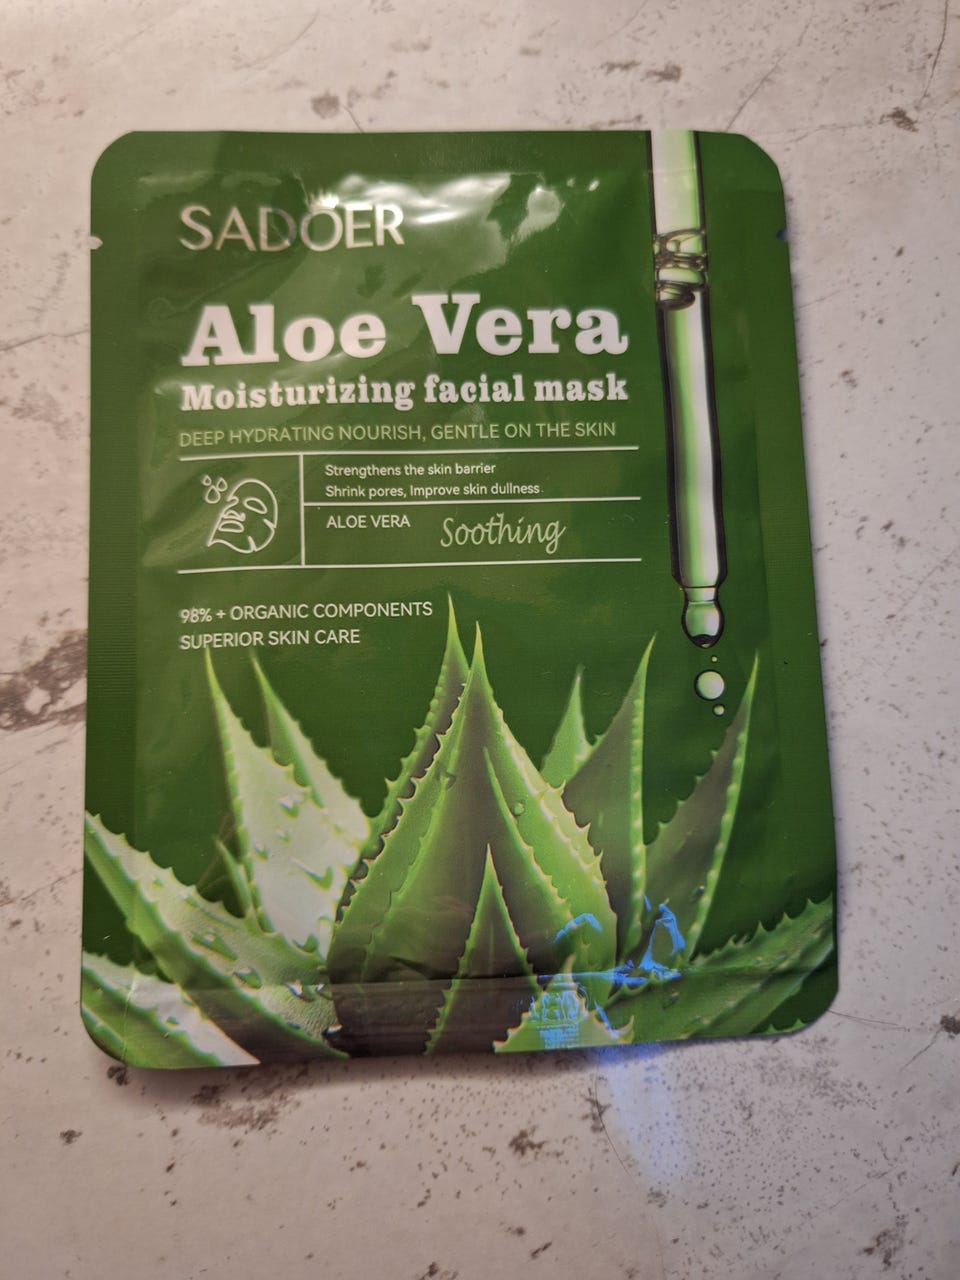 SADOER
Aloe Vera
Moisturizing facial mask
DEEP HYDRATING NOURISH, GENTLE ON THE SKIN
Strengthens the skin barrier
Shrink pores, Improve skin dullness
ALOE VERA Soothing
98% + ORGANIC COMPONENTS
SUPERIOR SKIN CARE